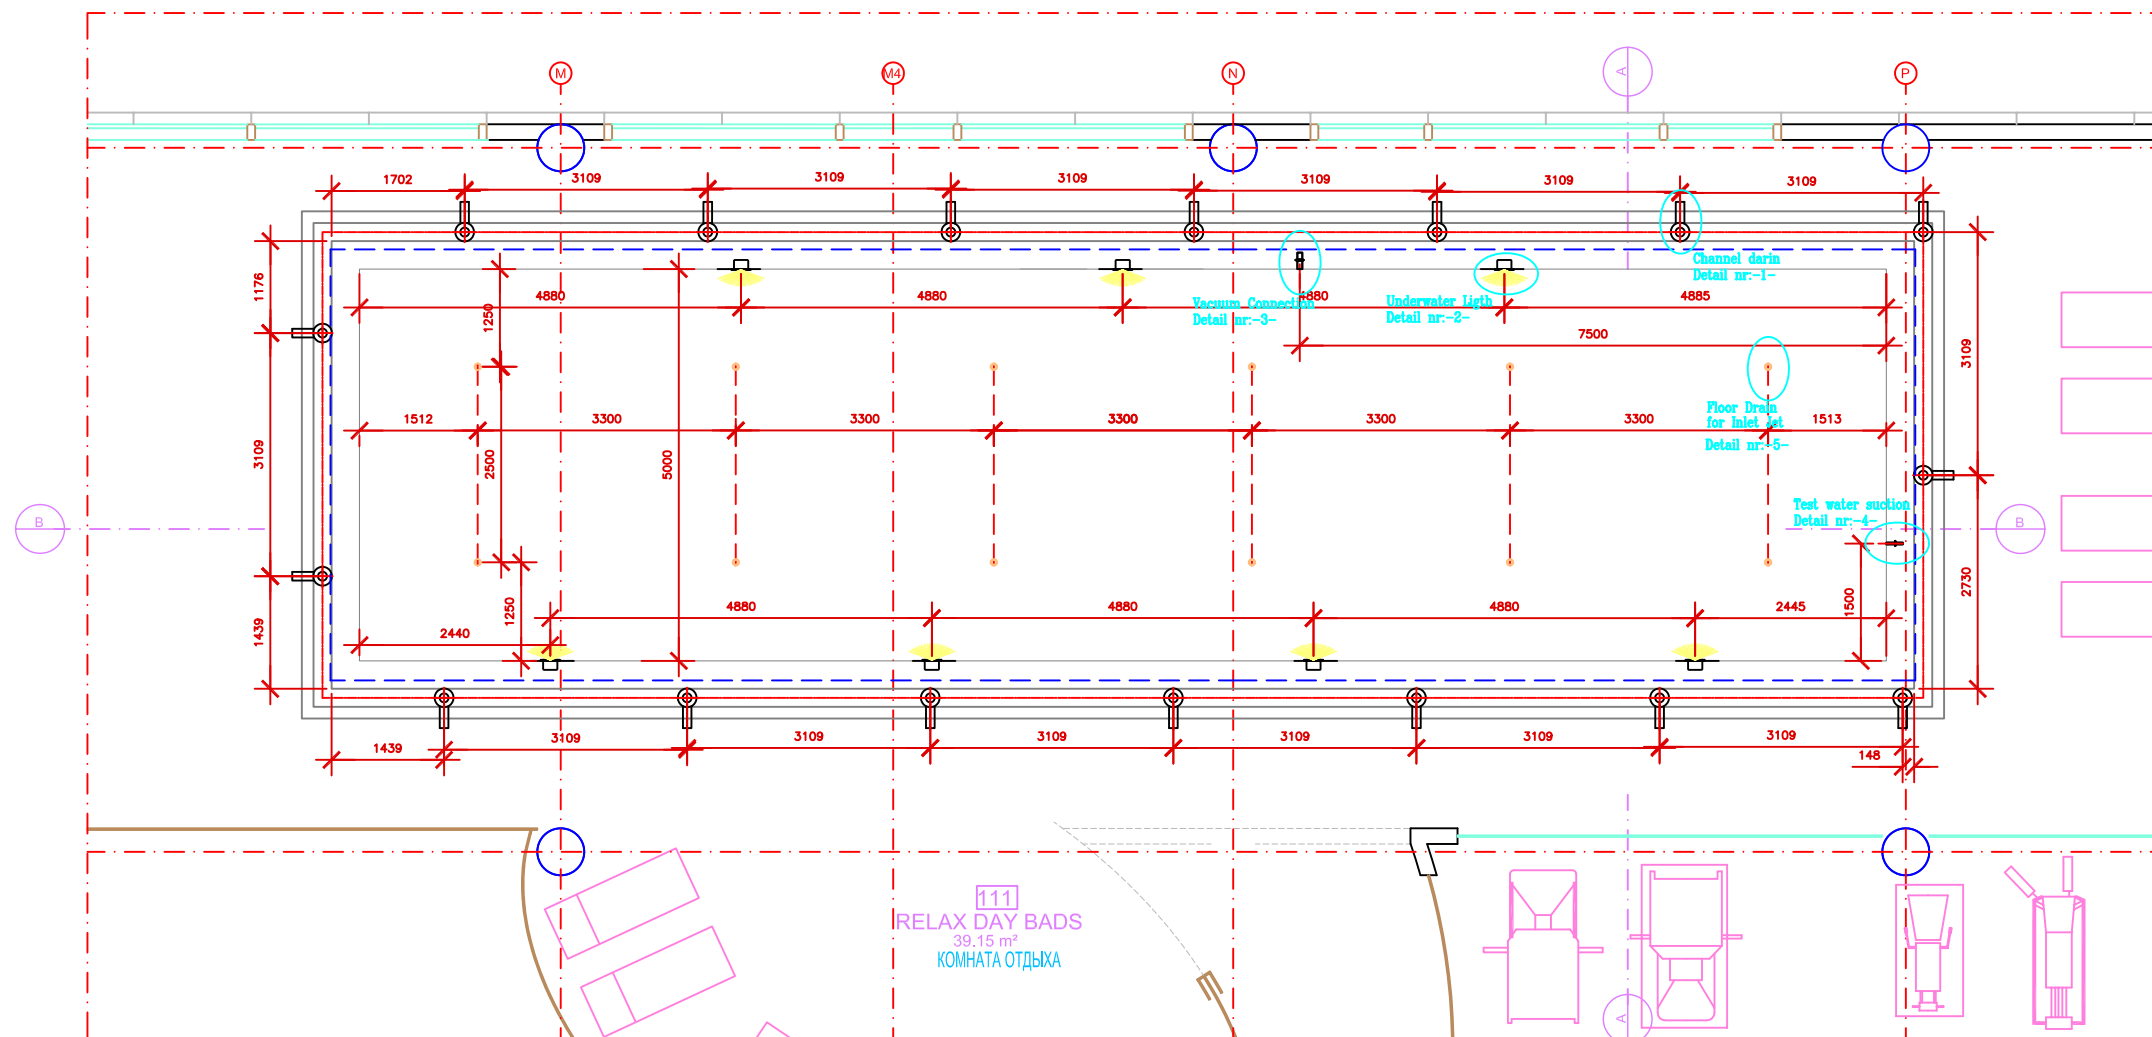 M
M4
N
A
P
1702
3109
3109
3109
3109
3109
3109
Channel darin
Detail nr:-1-
1176
1250
4880
4880
4880
4885
Vacuum Connection
Detail nr:-3-
Underwater Ligth
Detail nr:-2-
7500
3109
Floor Drain
for Inlet Jet
Detail nr:-5-
1512
3300
3300
3300
3300
3300
1513
3109
2500
5000
Test water suction
Detail nr:-4-
B
B
1250
4880
4880
4880
2445
1500
2730
1439
2440
1439
3109
3109
3109
3109
3109
3109
148
111
RELAX DAY BADS
39.15 m²
КОМНАТА ОТДЫХА
A